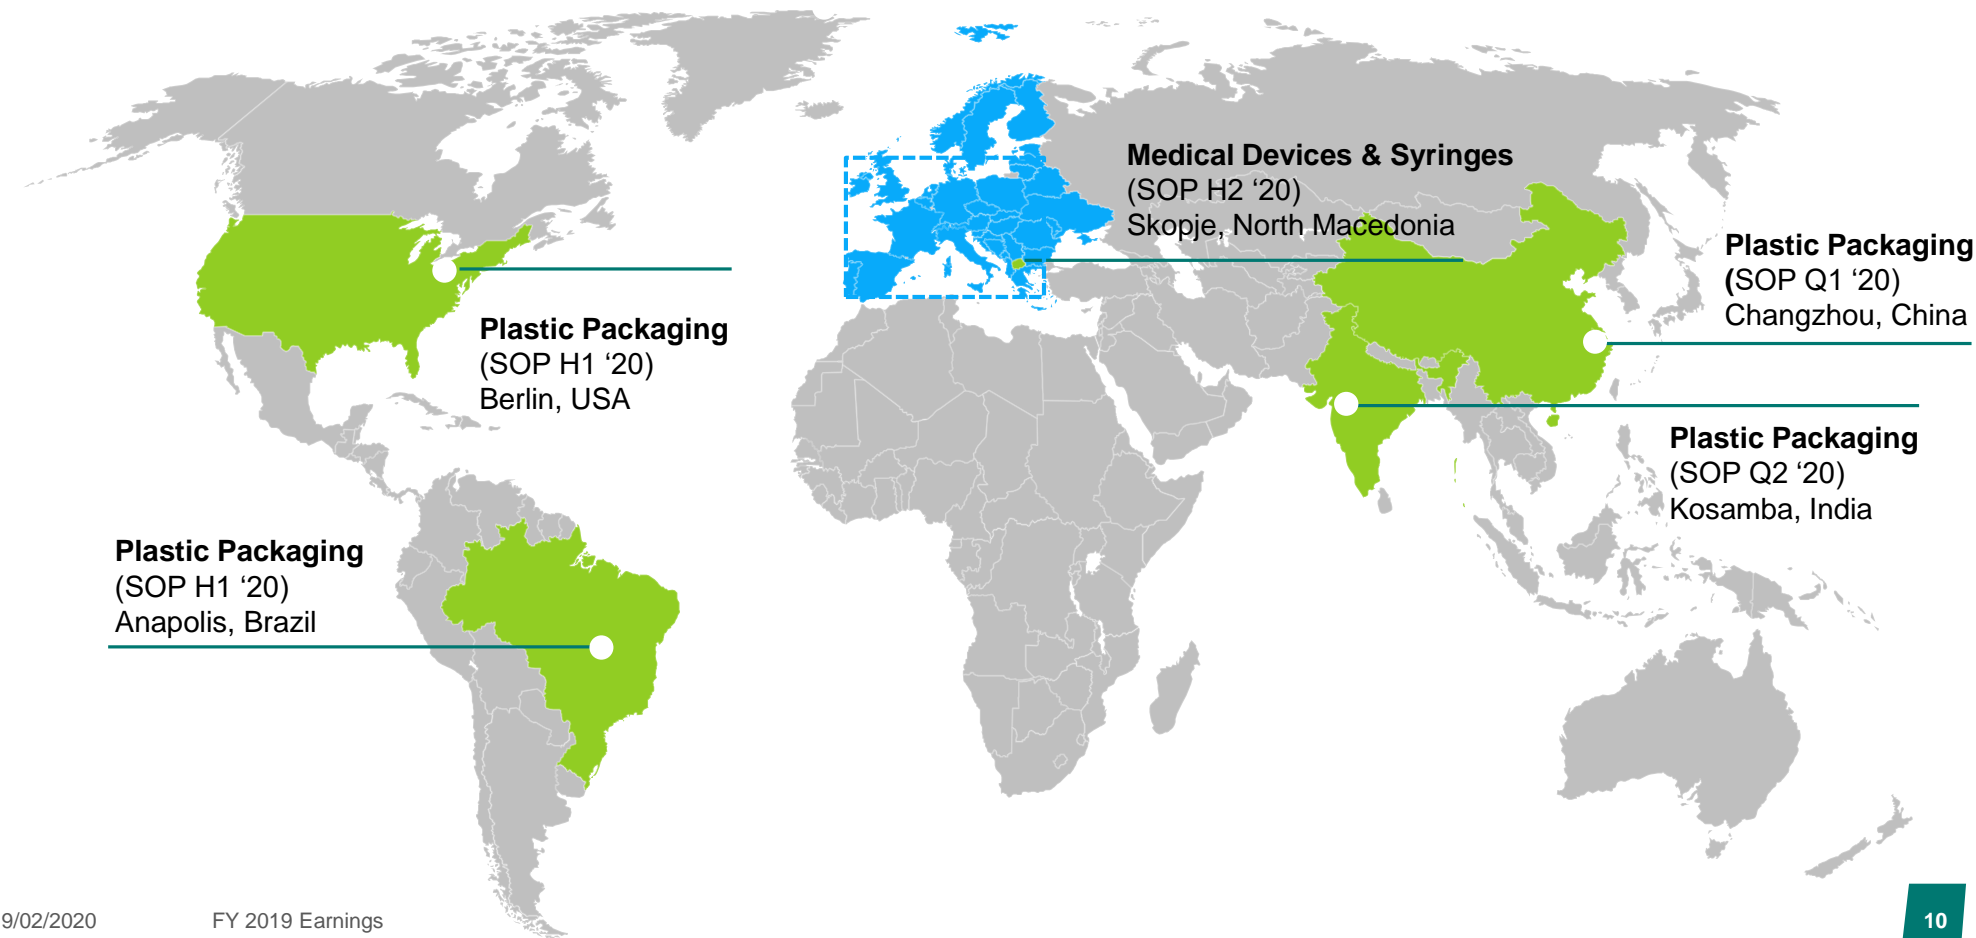 Medical Devices & Syringes
(SOP H2 ‘20)
Skopje, North Macedonia
Plastic Packaging
(SOP Q1 ‘20)
Changzhou, China
Plastic Packaging
(SOP H1 ‘20)
Berlin, USA
Plastic Packaging
(SOP Q2 ‘20)
Kosamba, India
Plastic Packaging
(SOP H1 ‘20)
Anapolis, Brazil
9/02/2020
FY 2019 Earnings
10